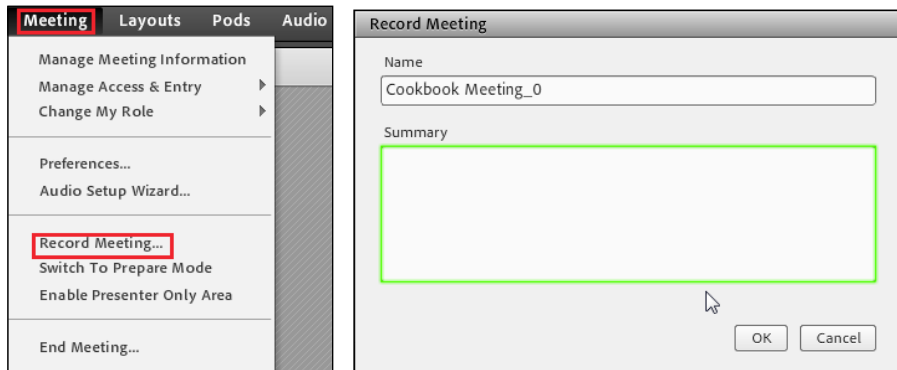 Meeting Layouts Pods Audio
Manage Meeting Information
Manage Access & Entry
Change My Role
Preferences...
Audio Setup Wizard...
Record Meeting...
Switch To Prepare Mode
Enable Presenter Only Area
End Meeting...
Record Meeting
Name
Cookbook Meeting_0
Summary
OK Cancel